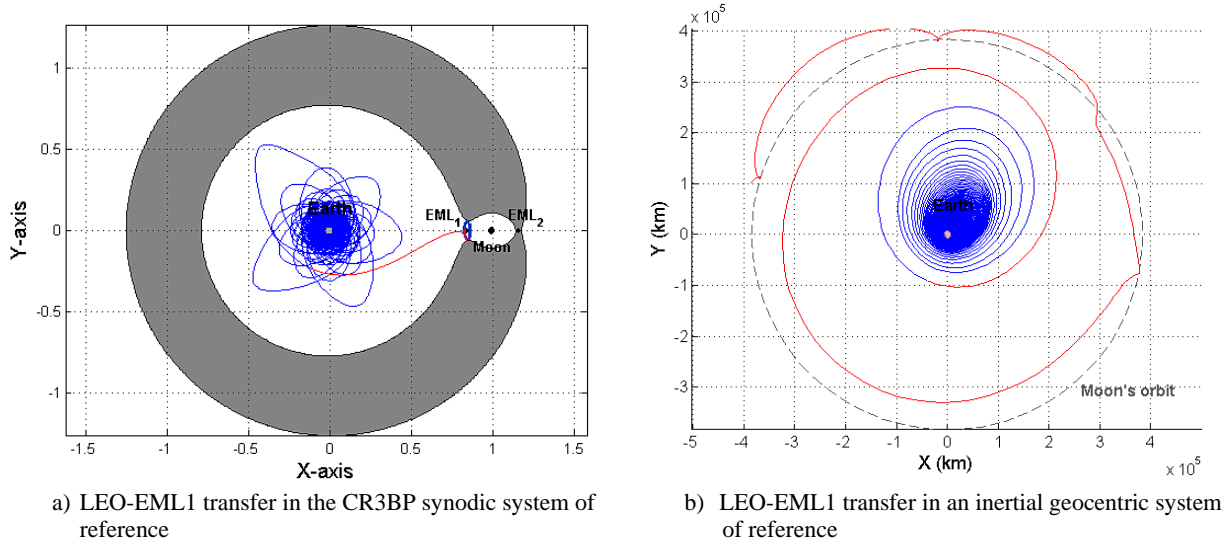 1
0.5
0
-0.5
-1
Y-axis
Earth
EML1
EML2
Moon
-1.5 -1 -0.5 0 0.5 1 1.5
X-axis
a) LEO-EML1 transfer in the CR3BP synodic system of
reference
x 10^5
4
3
2
1
0
-1
-2
-3
Y (km)
Earth
Moon's orbit
-5 -4 -3 -2 -1 0 1 2 3 4
X (km)
x 10^5
b) LEO-EML1 transfer in an inertial geocentric system
of reference